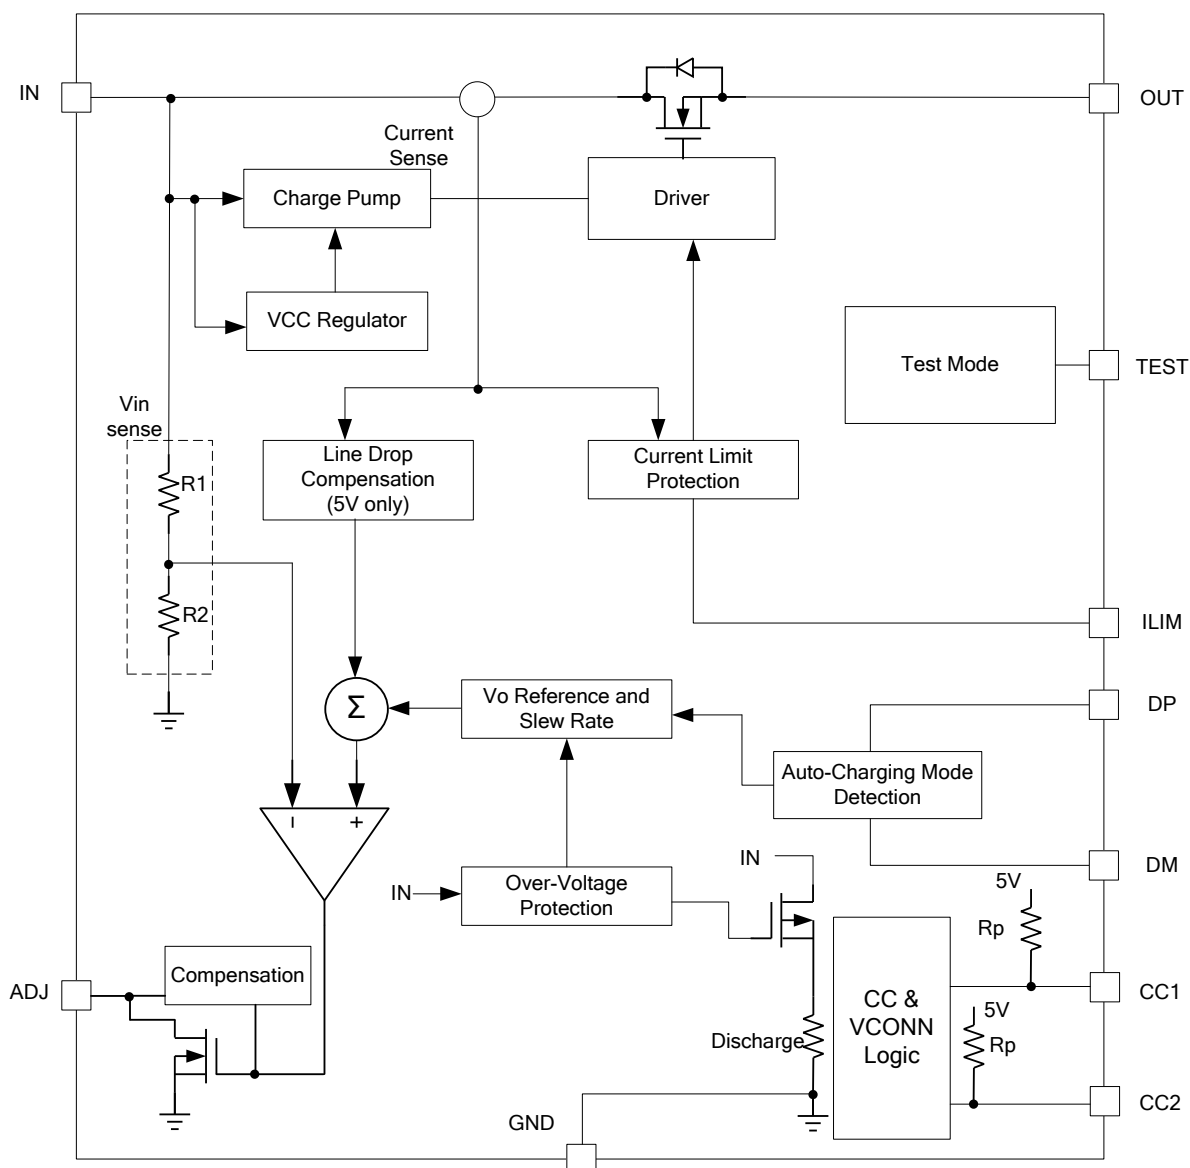 IN
OUT
Current
Sense
Charge Pump
Driver
VCC Regulator
Test Mode
TEST
Vin
sense
R1
R2
Line Drop
Compensation
(5V only)
Current Limit
Protection
ILIM
DP
Σ
Vo Reference and
Slew Rate
Auto-Charging Mode
Detection
DM
IN
IN
Over-Voltage
Protection
5V
Rp
ADJ
Compensation
CC &
VCONN
Logic
CC1
5V
Rp
Discharge
CC2
GND